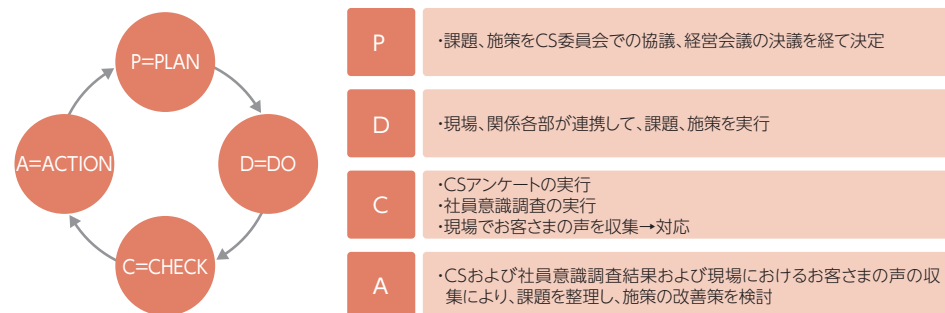 P=PLAN
D=DO
C=CHECK
A=ACTION
P
・課題、施策をCS委員会での協議、経営会議の決議を経て決定
D
・現場、関係各部が連携して、課題、施策を実行
C
・CSアンケートの実行
・社員意識調査の実行
・現場でお客さまの声を収集→対応
A
・CSおよび社員意識調査結果および現場におけるお客さまの声の収
集により、課題を整理し、施策の改善策を検討